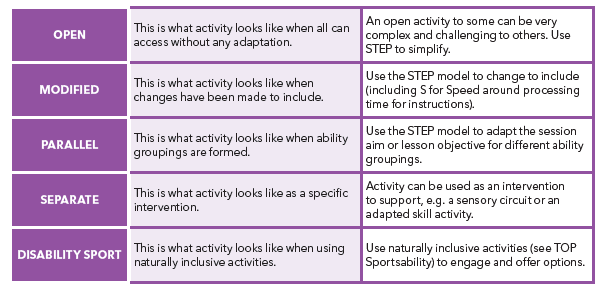 OPEN
This is what activity looks like when all can
access without any adaptation.
An open activity to some can be very
complex and challenging to others. Use
STEP to simplify.
MODIFIED
This is what activity looks like when
changes have been made to include.
Use the STEP model to change to include
(including S for Speed around processing
time for instructions).
PARALLEL
This is what activity looks like when ability
groupings are formed.
Use the STEP model to adapt the session
aim or lesson objective for different ability
groupings.
SEPARATE
This is what activity looks like as a specific
intervention.
Activity can be used as an intervention
to support, e.g. a sensory circuit or an
adapted skill activity.
DISABILITY SPORT
This is what activity looks like when using
naturally inclusive activities.
Use naturally inclusive activities (see TOP
Sportsability) to engage and offer options.